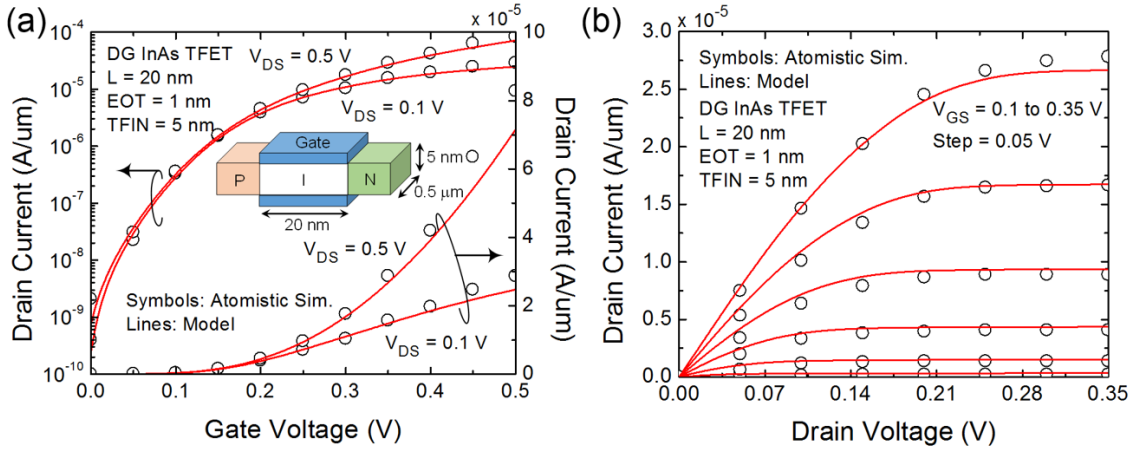 (a)
x 10^-5
10^-4
10^-5
10^-6
10^-7
10^-8
10^-9
10^-10
Drain Current (A/um)
DG InAs TFET
L = 20 nm
EOT = 1 nm
TFIN = 5 nm
V_DS = 0.5 V
V_DS = 0.1 V
Gate
P
I
N
5 nm
0.5 μm
20 nm
V_DS = 0.5 V
V_DS = 0.1 V
Symbols: Atomistic Sim.
Lines: Model
10
8
6
5
4
2
0
Drain Current (A/um)
0.0 0.1 0.2 0.3 0.4 0.5
Gate Voltage (V)
(b)
x 10^-5
3.0
2.5
2.0
1.5
1.0
0.5
0.0
Drain Current (A/um)
Symbols: Atomistic Sim.
Lines: Model
DG InAs TFET
L = 20 nm
EOT = 1 nm
TFIN = 5 nm
V_GS = 0.1 to 0.35 V
Step = 0.05 V
0.00 0.07 0.14 0.21 0.28 0.35
Drain Voltage (V)